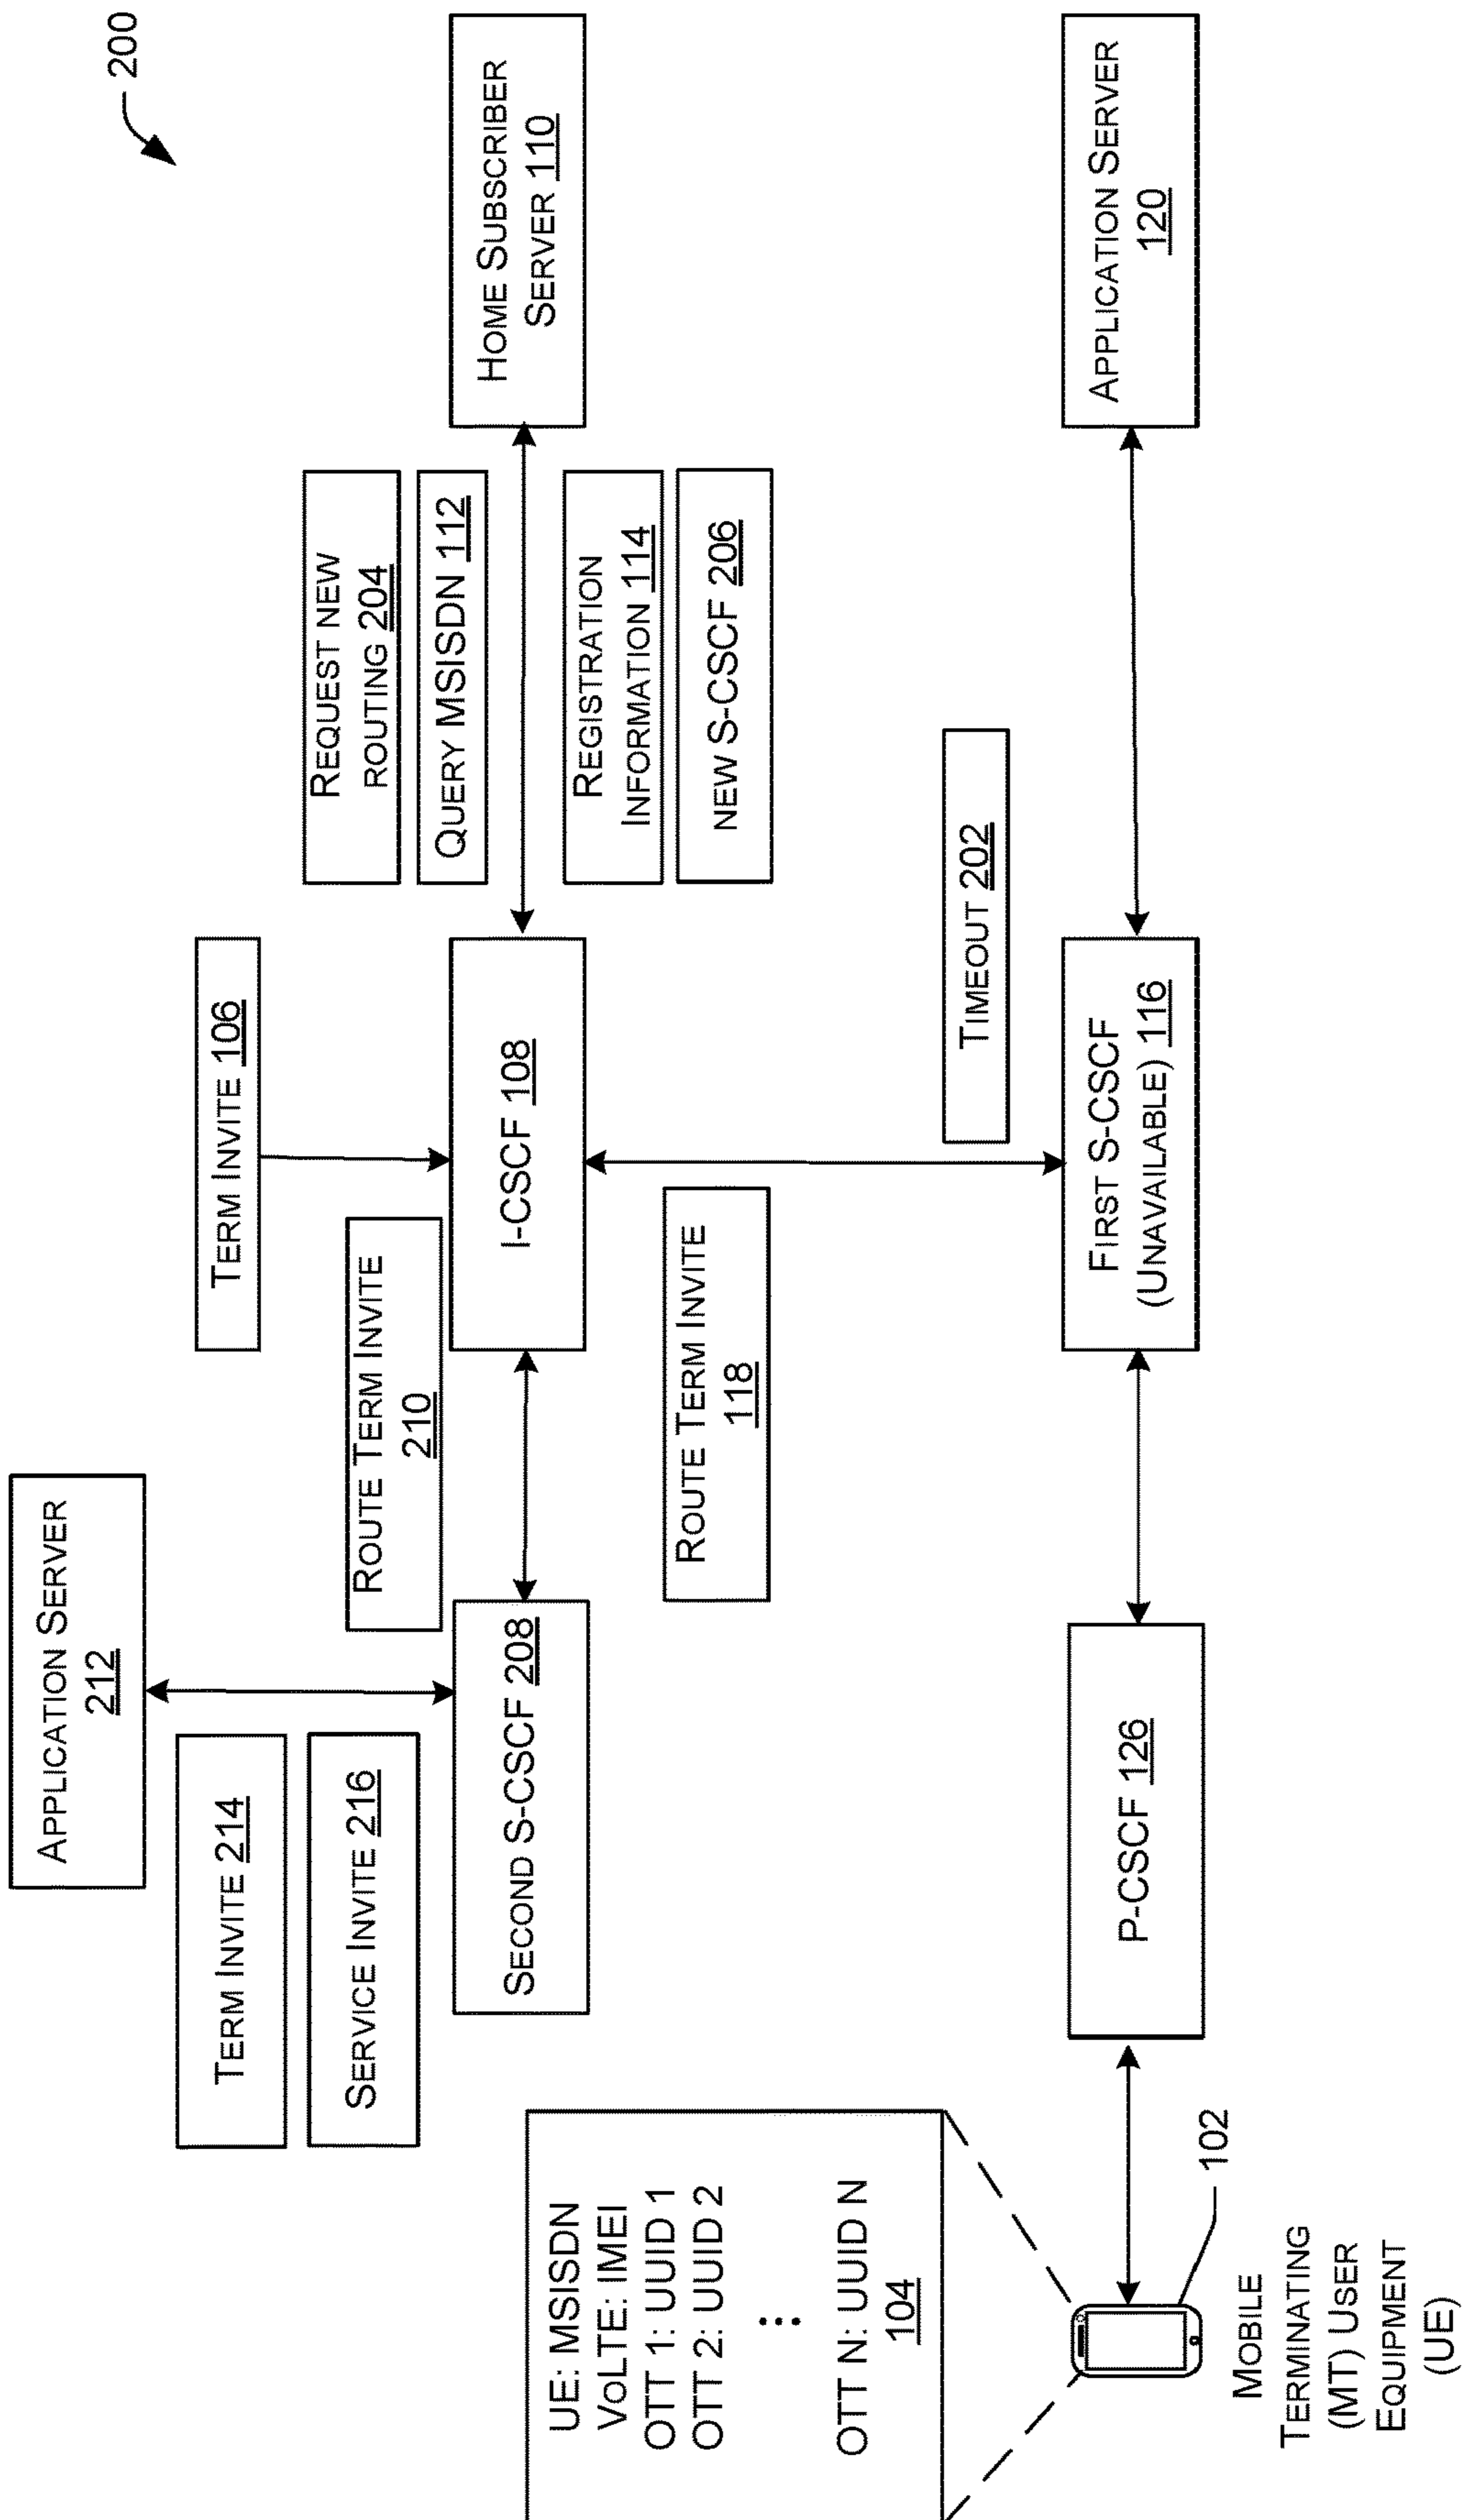 200
APPLICATION SERVER
212
TERM INVITE 214
SERVICE INVITE 216
SECOND S-CSCF 208
TERM INVITE 106
ROUTE TERM INVITE
210
I-CSCF 108
ROUTE TERM INVITE
118
REQUEST NEW
ROUTING 204
QUERY MSISDN 112
REGISTRATION
INFORMATION 114
NEW S-CSCF 206
HOME SUBSCRIBER
SERVER 110
TIMEOUT 202
UE: MSISDN
VOLTE: IMEI
OTT 1: UUID 1
OTT 2: UUID 2
⋮
OTT N: UUID N
104
102
MOBILE
TERMINATING
(MT) USER
EQUIPMENT
(UE)
P-CSCF 126
FIRST S-CSCF
(UNAVAILABLE) 116
APPLICATION SERVER
120